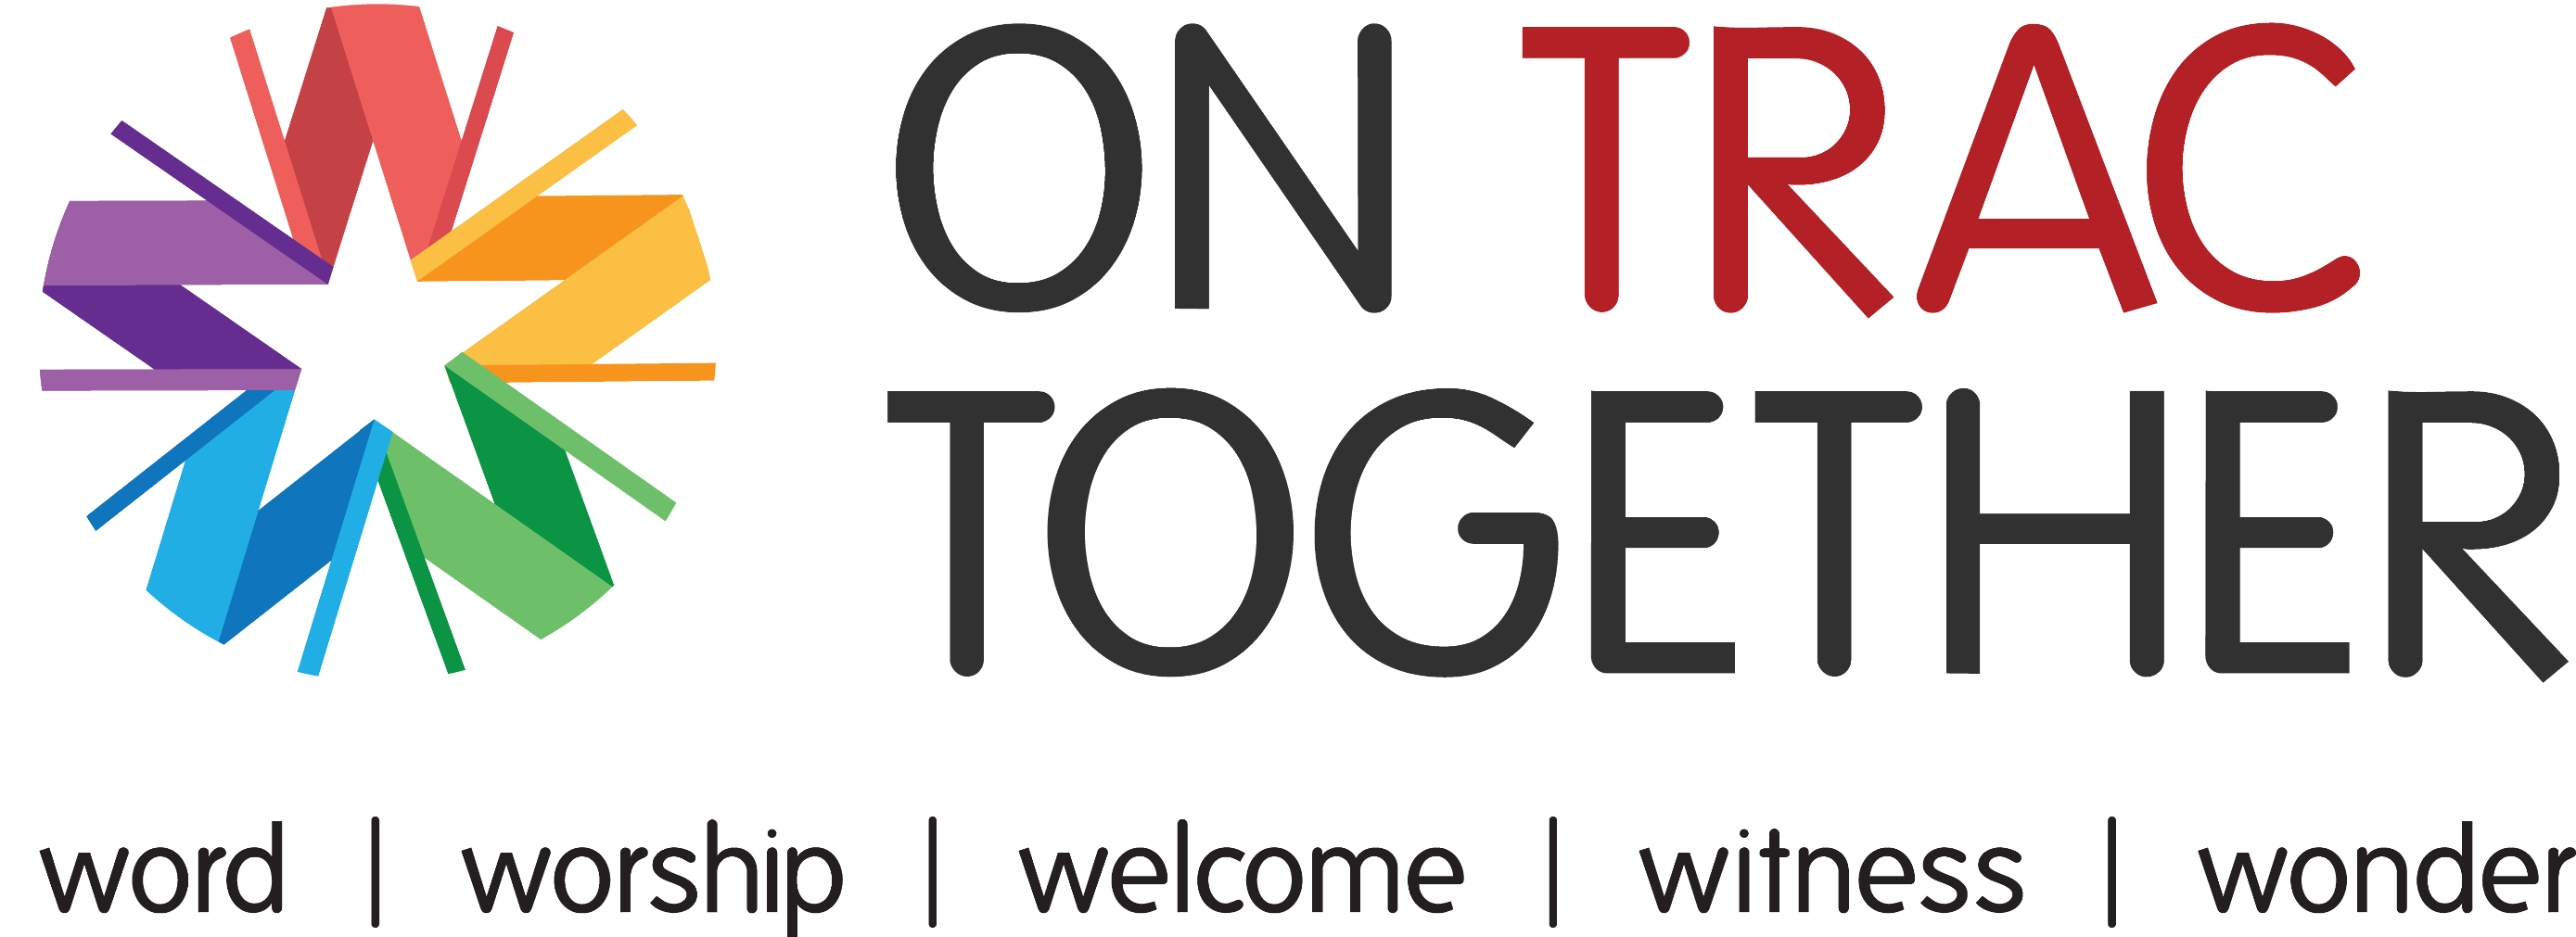 ON TRAC
TOGETHER
word | worship | welcome | witness | wonder